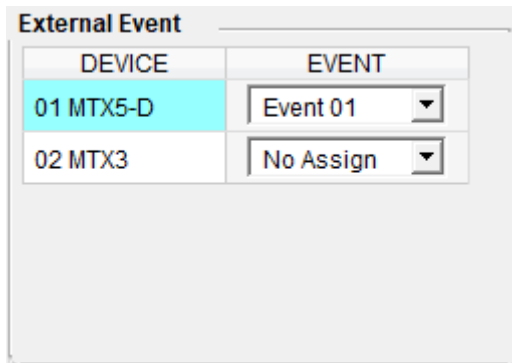 External Event
DEVICE EVENT
01 MTX5-D Event 01
02 MTX3 No Assign